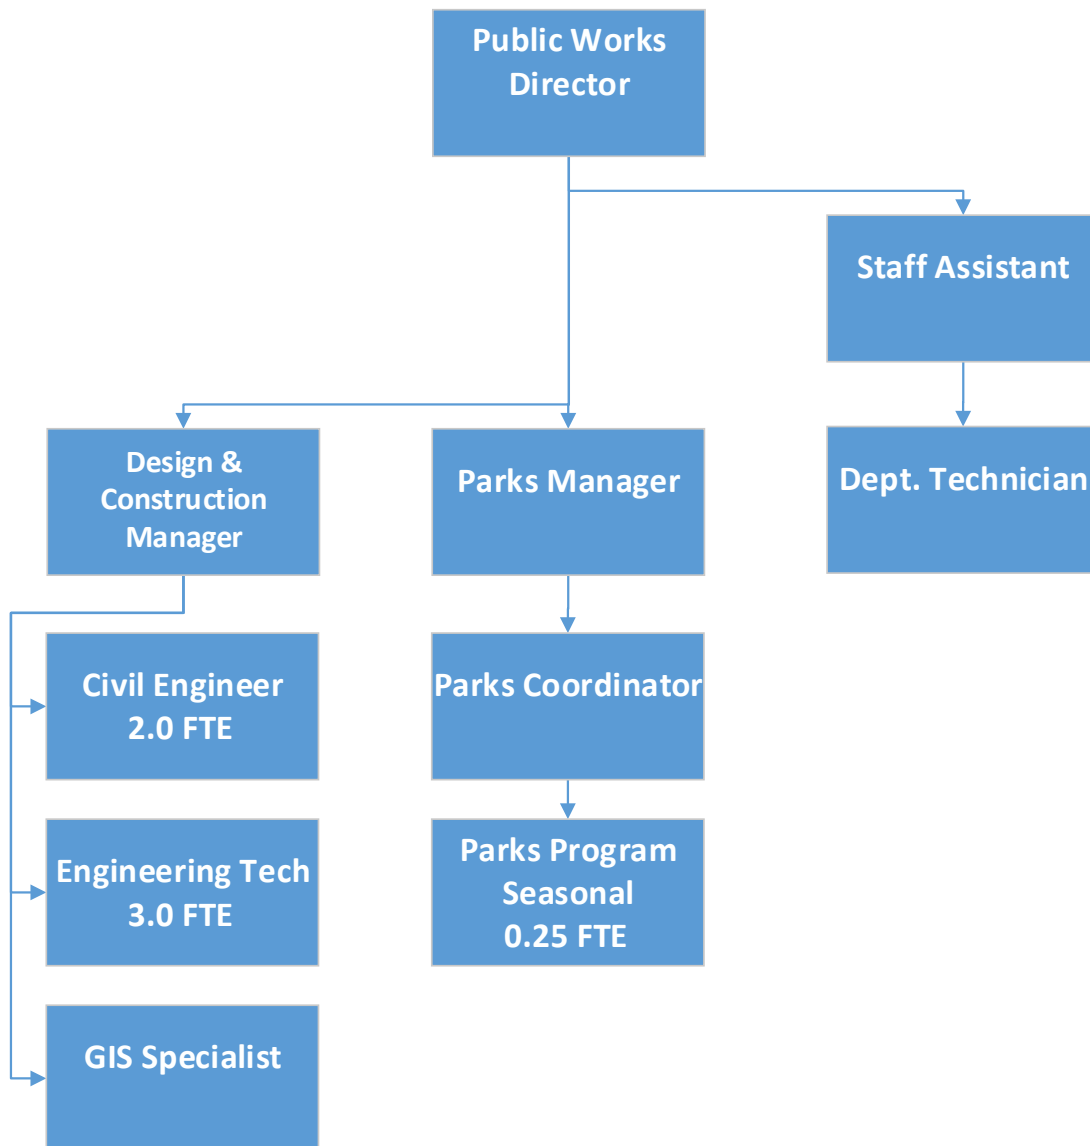 Public Works
Director
Staff Assistant
Design &
Construction
Manager
Parks Manager
Dept. Technician
Civil Engineer
2.0 FTE
Parks Coordinator
Engineering Tech
3.0 FTE
Parks Program
Seasonal
0.25 FTE
GIS Specialist